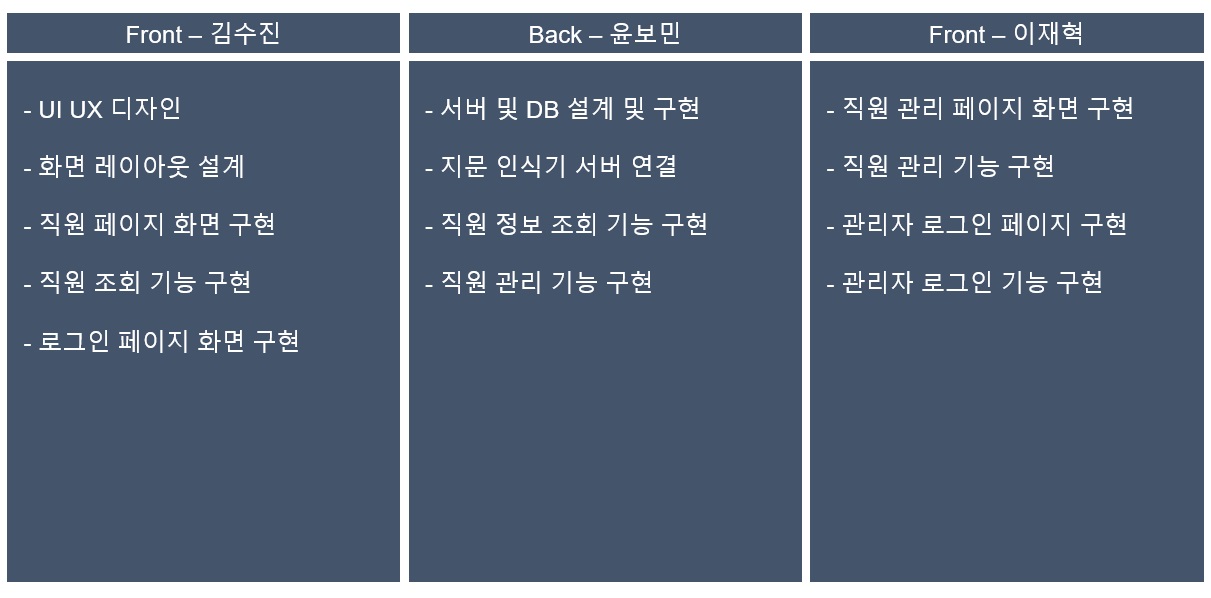 Front – 김수진
- UI UX 디자인
- 화면 레이아웃 설계
- 직원 페이지 화면 구현
- 직원 조회 기능 구현
- 로그인 페이지 화면 구현
Back – 윤보민
- 서버 및 DB 설계 및 구현
- 지문 인식기 서버 연결
- 직원 정보 조회 기능 구현
- 직원 관리 기능 구현
Front – 이재혁
- 직원 관리 페이지 화면 구현
- 직원 관리 기능 구현
- 관리자 로그인 페이지 구현
- 관리자 로그인 기능 구현